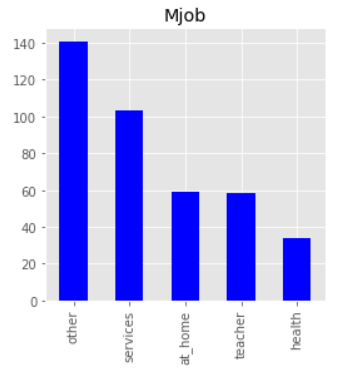 Mjob
140
120
100
80
60
40
20
0
other
services
at_home
teacher
health